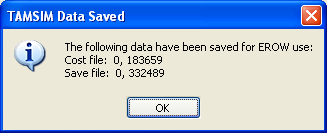 TAMSIM Data Saved
The following data have been saved for EROW use:
Cost file: 0, 183659
Save file: 0, 332489
OK